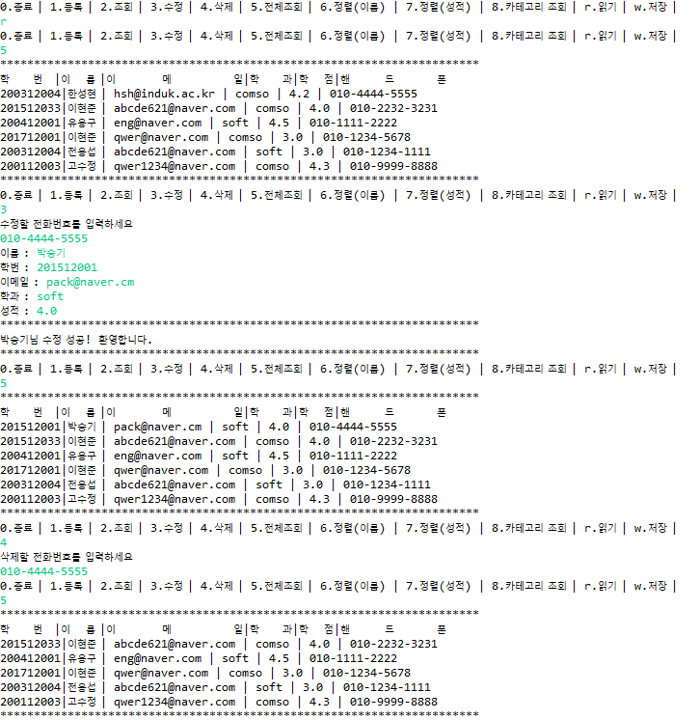 0.종료 | 1.등록 | 2.조회 | 3.수정 | 4.삭제 | 5.전체조회 | 6.정렬(이름) | 7.정렬(성적) | 8.카테고리 조회 | r.읽기 | w.저장 |
r
0.종료 | 1.등록 | 2.조회 | 3.수정 | 4.삭제 | 5.전체조회 | 6.정렬(이름) | 7.정렬(성적) | 8.카테고리 조회 | r.읽기 | w.저장 |
5
************************************************************************
학 번 |이 름 |이 메 일|학 과|학 점|핸 드 폰
200312004|한성현 | hsh@induk.ac.kr | comso | 4.2 | 010-4444-5555
201512033|이현준 | abcde621@naver.com | comso | 4.0 | 010-2232-3231
200412001|유용구 | eng@naver.com | soft | 4.5 | 010-1111-2222
201712001|이현준 | qwer@naver.com | comso | 3.0 | 010-1234-5678
200312004|전용섭 | abcde621@naver.com | soft | 3.0 | 010-1234-1111
200112003|고수정 | qwer1234@naver.com | comso | 4.3 | 010-9999-8888
************************************************************************
0.종료 | 1.등록 | 2.조회 | 3.수정 | 4.삭제 | 5.전체조회 | 6.정렬(이름) | 7.정렬(성적) | 8.카테고리 조회 | r.읽기 | w.저장 |
3
수정할 전화번호를 입력하세요
010-4444-5555
이름 : 박승기
학번 : 201512001
이메일 : pack@naver.cm
학과 : soft
성적 : 4.0
************************************************************************
박승기님 수정 성공! 환영합니다.
************************************************************************
0.종료 | 1.등록 | 2.조회 | 3.수정 | 4.삭제 | 5.전체조회 | 6.정렬(이름) | 7.정렬(성적) | 8.카테고리 조회 | r.읽기 | w.저장 |
5
************************************************************************
학 번 |이 름 |이 메 일|학 과|학 점|핸 드 폰
201512001|박승기 | pack@naver.cm | soft | 4.0 | 010-4444-5555
201512033|이현준 | abcde621@naver.com | comso | 4.0 | 010-2232-3231
200412001|유용구 | eng@naver.com | soft | 4.5 | 010-1111-2222
201712001|이현준 | qwer@naver.com | comso | 3.0 | 010-1234-5678
200312004|전용섭 | abcde621@naver.com | soft | 3.0 | 010-1234-1111
200112003|고수정 | qwer1234@naver.com | comso | 4.3 | 010-9999-8888
************************************************************************
0.종료 | 1.등록 | 2.조회 | 3.수정 | 4.삭제 | 5.전체조회 | 6.정렬(이름) | 7.정렬(성적) | 8.카테고리 조회 | r.읽기 | w.저장 |
4
삭제할 전화번호를 입력하세요
010-4444-5555
0.종료 | 1.등록 | 2.조회 | 3.수정 | 4.삭제 | 5.전체조회 | 6.정렬(이름) | 7.정렬(성적) | 8.카테고리 조회 | r.읽기 | w.저장 |
5
************************************************************************
학 번 |이 름 |이 메 일|학 과|학 점|핸 드 폰
201512033|이현준 | abcde621@naver.com | comso | 4.0 | 010-2232-3231
200412001|유용구 | eng@naver.com | soft | 4.5 | 010-1111-2222
201712001|이현준 | qwer@naver.com | comso | 3.0 | 010-1234-5678
200312004|전용섭 | abcde621@naver.com | soft | 3.0 | 010-1234-1111
200112003|고수정 | qwer1234@naver.com | comso | 4.3 | 010-9999-8888
************************************************************************